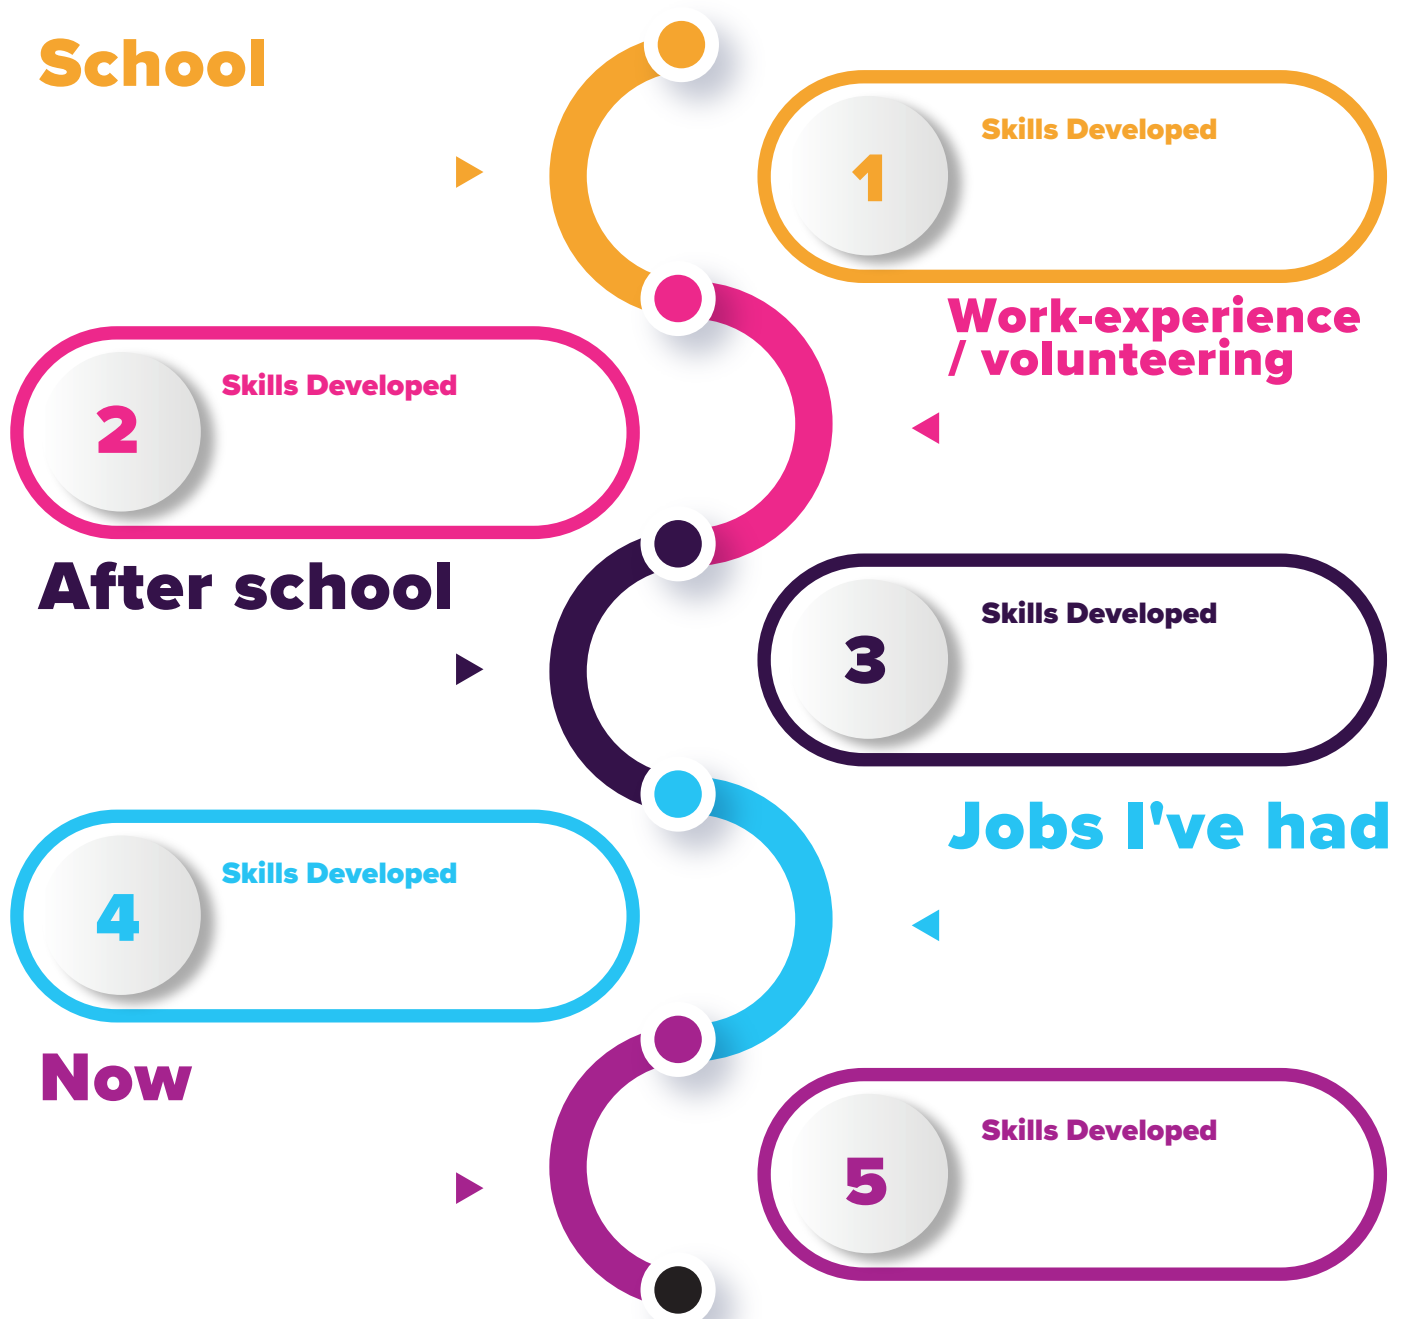 School
Skills Developed
1
Work-experience
/ volunteering
Skills Developed
2
After school
Skills Developed
3
Jobs I've had
Skills Developed
4
Now
Skills Developed
5